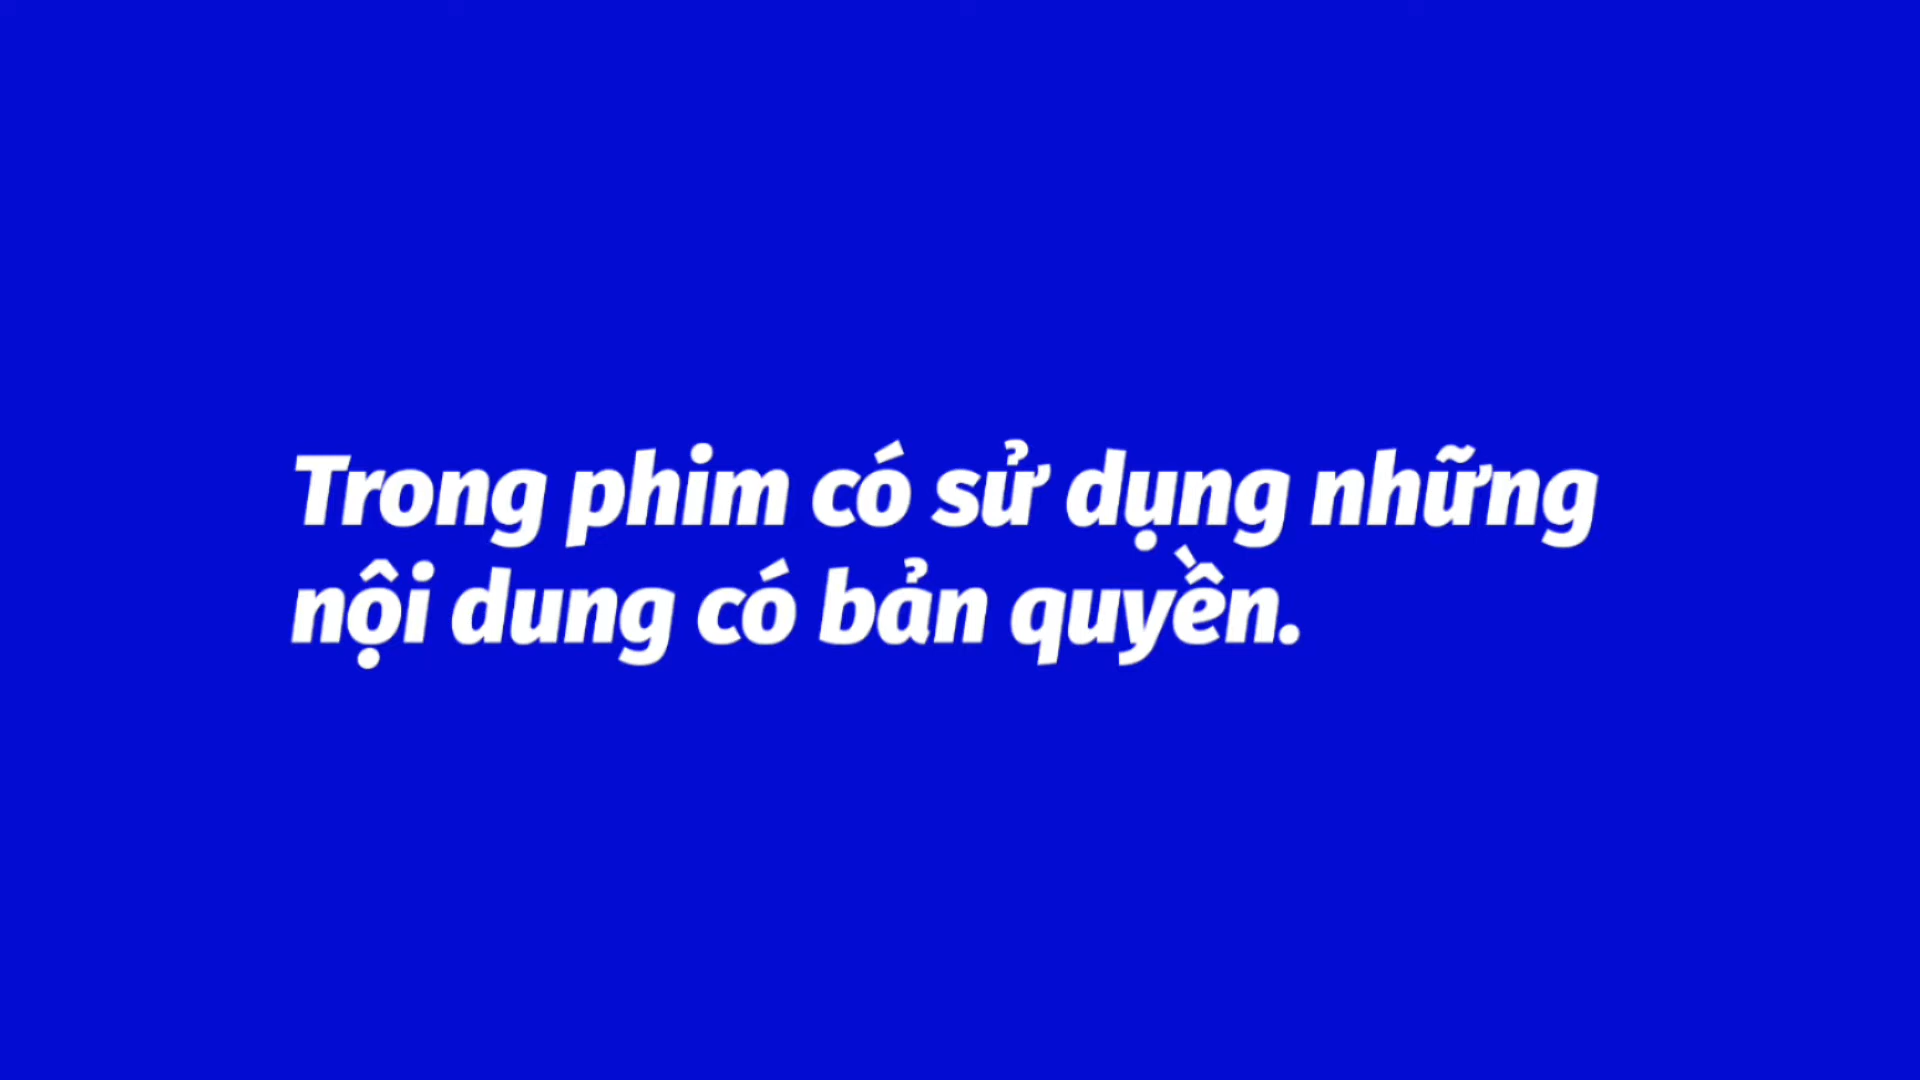 Trong phim có sử dụng những
nội dung có bản quyền.